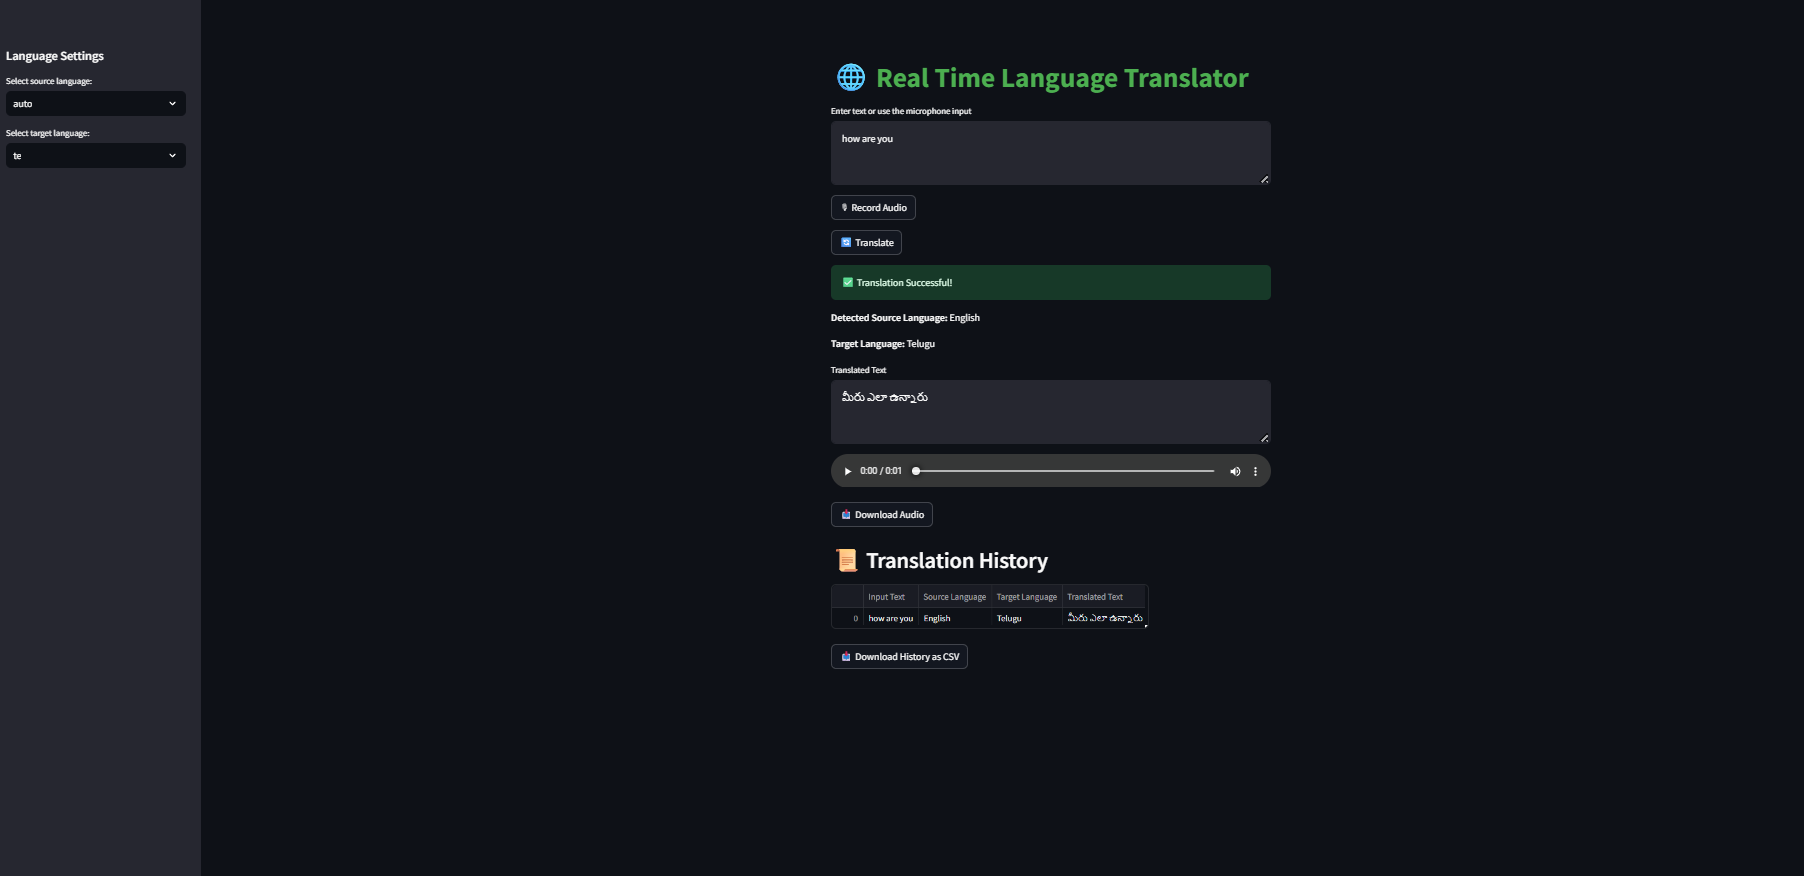 Language Settings
Select source language:
auto
Select target language:
te
Real Time Language Translator
Enter text or use the microphone input
how are you
Record Audio
Translate
Translation Successful!
Detected Source Language: English
Target Language: Telugu
Translated Text
మీరు ఎలా ఉన్నారు
0:00 / 0:01
Download Audio
Translation History
Input Text Source Language Target Language Translated Text
0 how are you English Telugu మీరు ఎలా ఉన్నారు
Download History as CSV